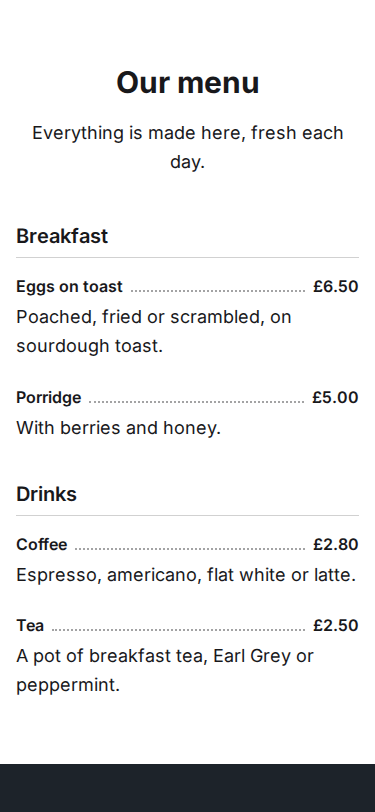 Our menu
Everything is made here, fresh each
day.
Breakfast
Eggs on toast £6.50
Poached, fried or scrambled, on
sourdough toast.
Porridge £5.00
With berries and honey.
Drinks
Coffee £2.80
Espresso, americano, flat white or latte.
Tea £2.50
A pot of breakfast tea, Earl Grey or
peppermint.